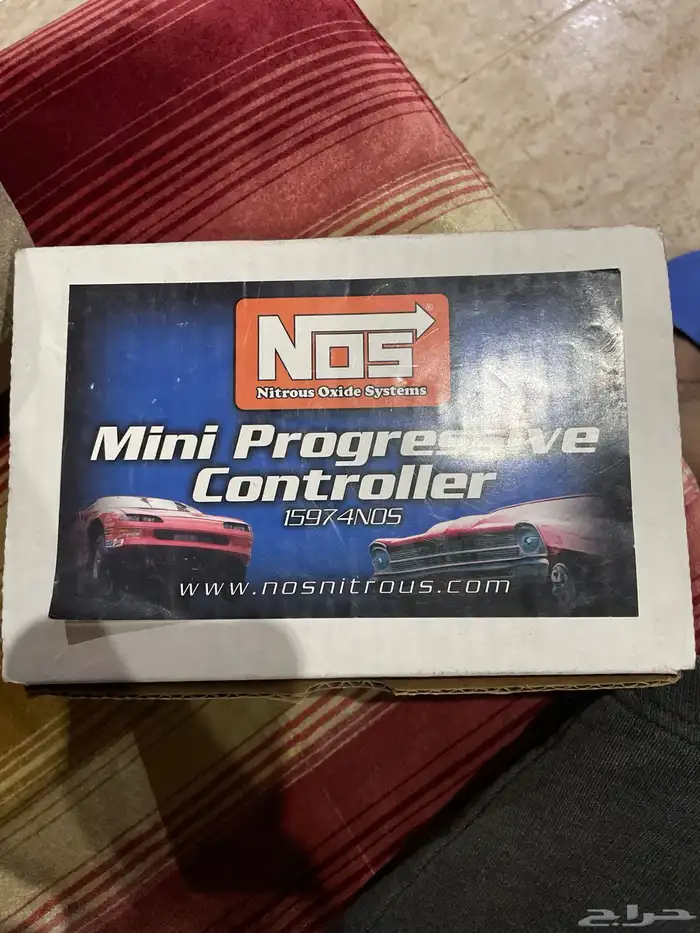 NOS®
Nitrous Oxide Systems
Mini Progressive
Controller
15974NOS
www.nosnitrous.com
حراج